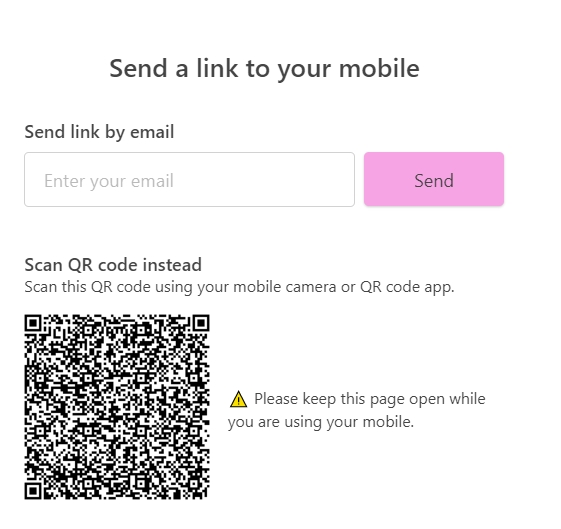 Send a link to your mobile
Send link by email
Enter your email
Send
Scan QR code instead
Scan this QR code using your mobile camera or QR code app.
⚠ Please keep this page open while
you are using your mobile.